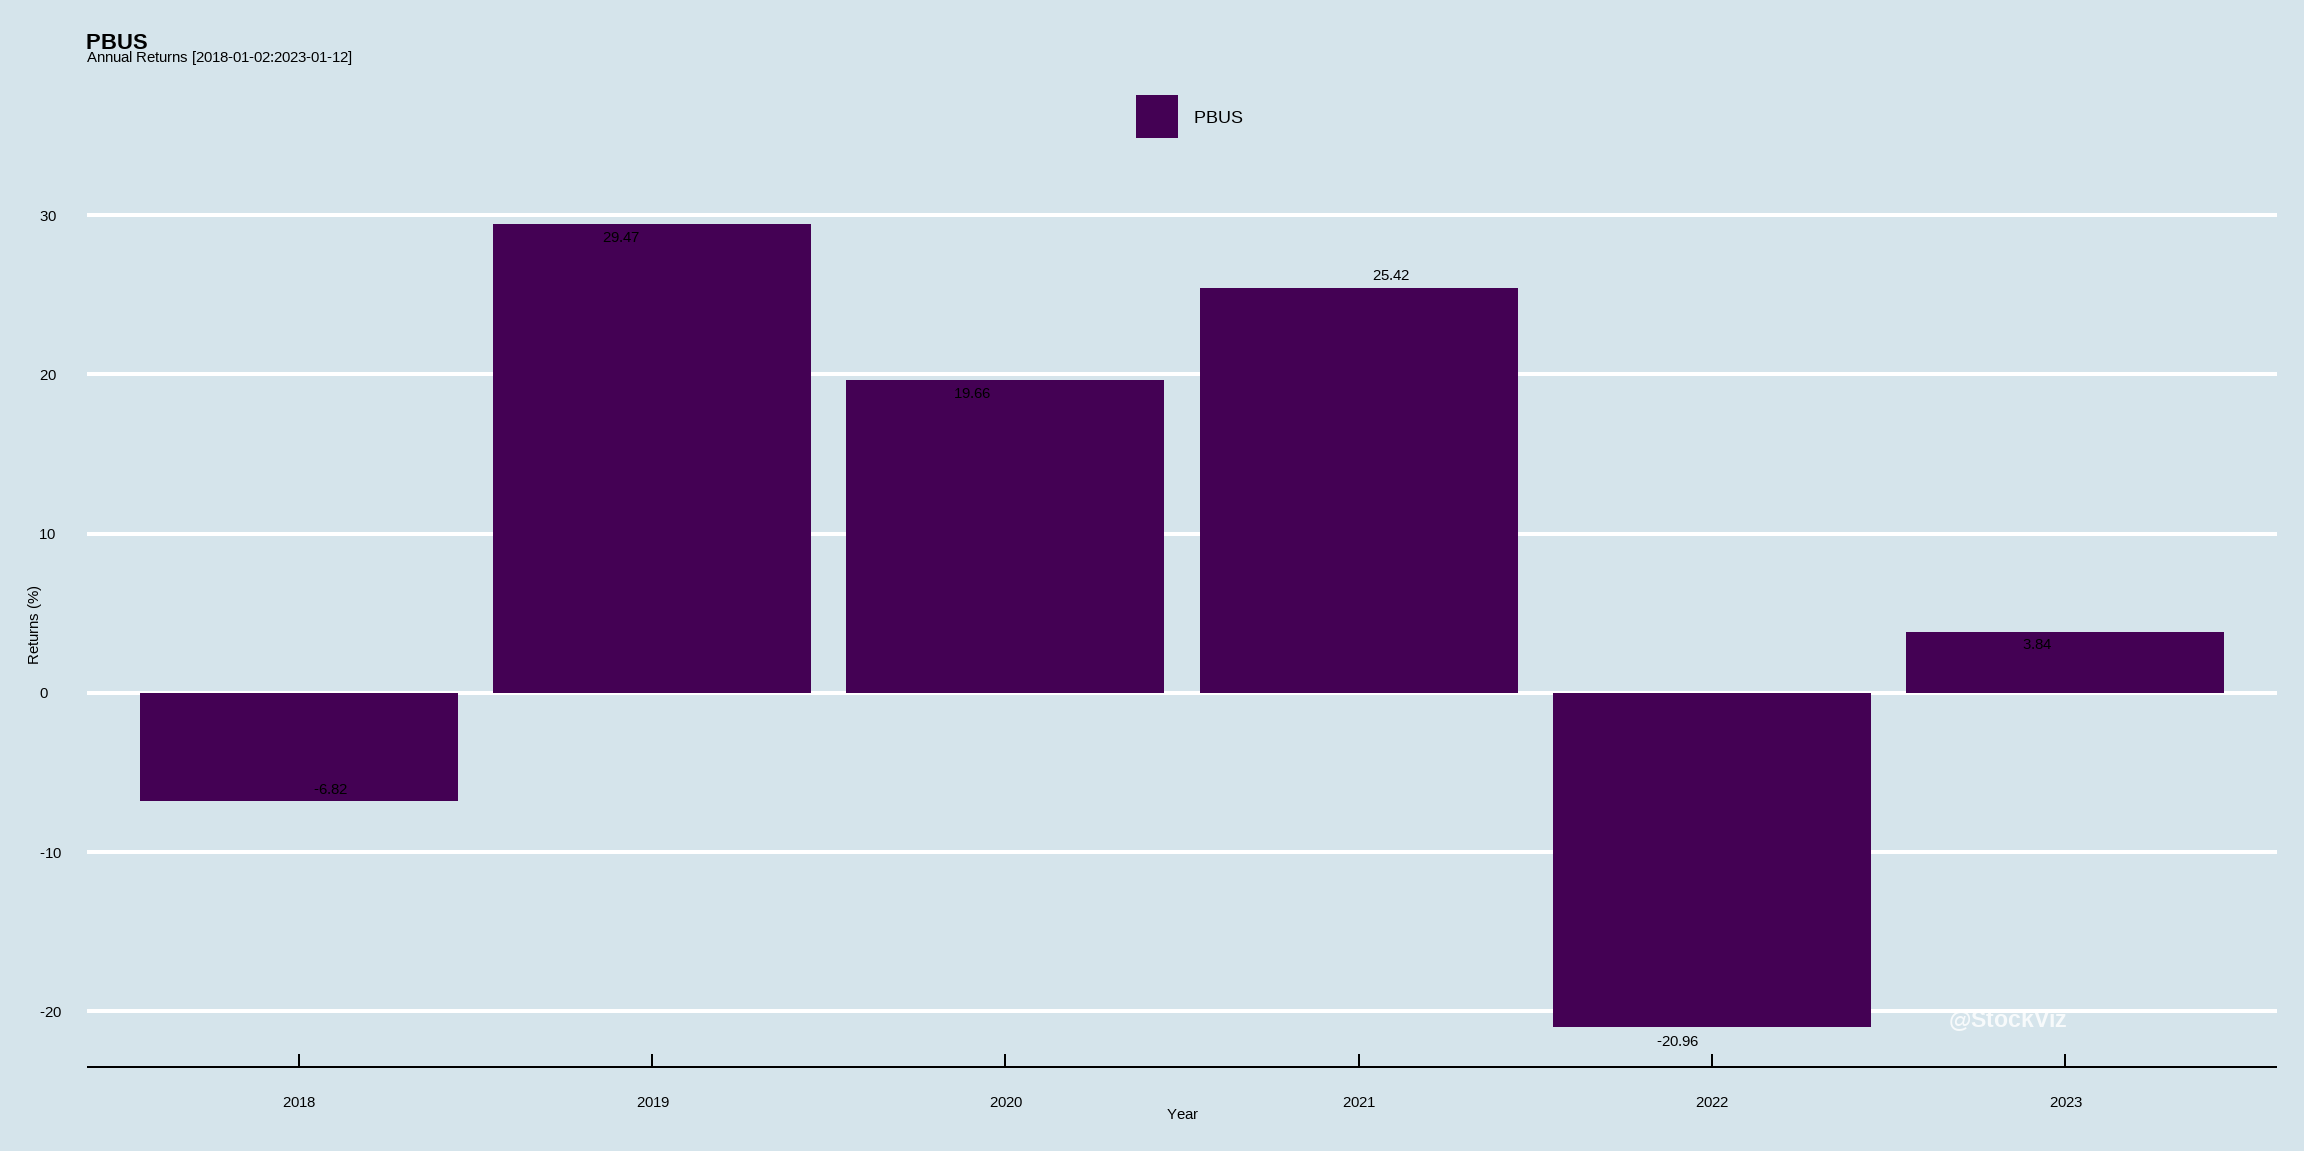 PBUS
Annual Returns [2018-01-02:2023-01-12]
PBUS
30
29.47
25.42
20
19.66
10
Returns (%)
3.84
0
-6.82
-10
-20
@StockViz
-20.96
2018 2019 2020 2021 2022 2023
Year